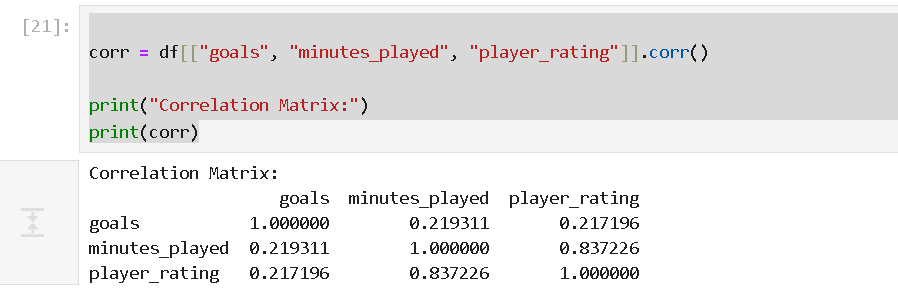 [21]:
corr = df[["goals", "minutes_played", "player_rating"]].corr()
print("Correlation Matrix:")
print(corr)
Correlation Matrix:
                   goals  minutes_played  player_rating
goals           1.000000        0.219311       0.217196
minutes_played  0.219311        1.000000       0.837226
player_rating   0.217196        0.837226       1.000000